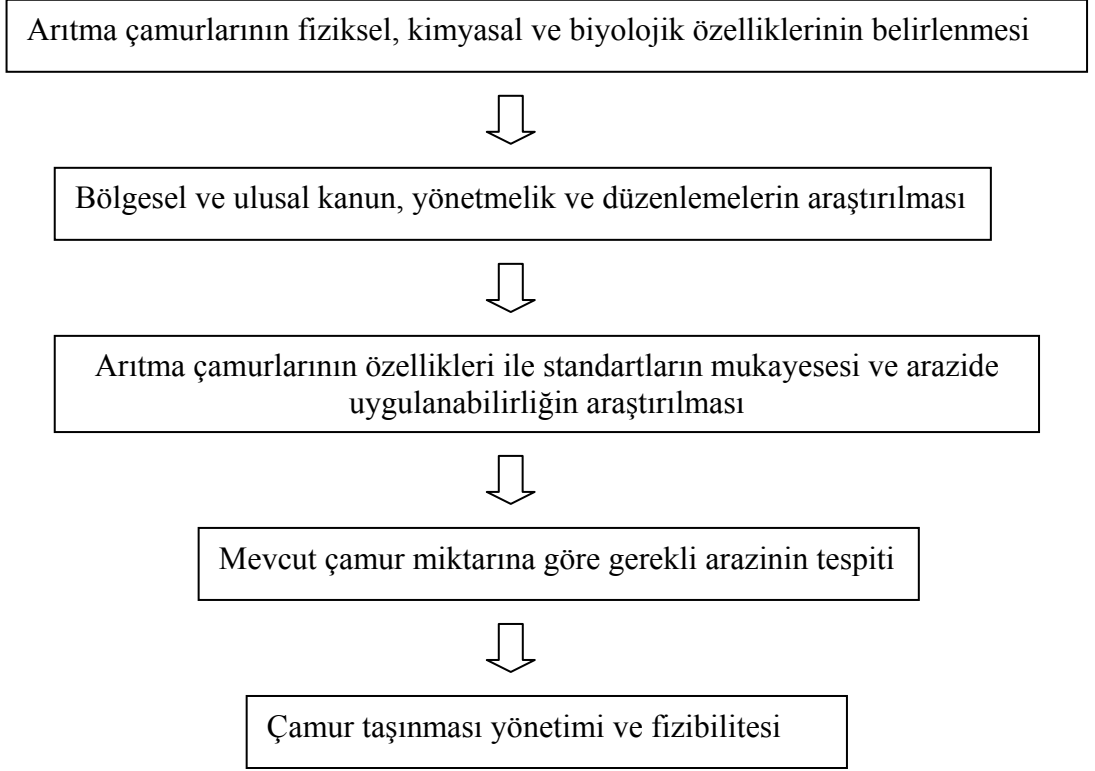 Arıtma çamurlarının fiziksel, kimyasal ve biyolojik özelliklerinin belirlenmesi
Bölgesel ve ulusal kanun, yönetmelik ve düzenlemelerin araştırılması
Arıtma çamurlarının özellikleri ile standartların mukayesesi ve arazide
uygulanabilirliğin araştırılması
Mevcut çamur miktarına göre gerekli arazinin tespiti
Çamur taşınması yönetimi ve fizibilitesi